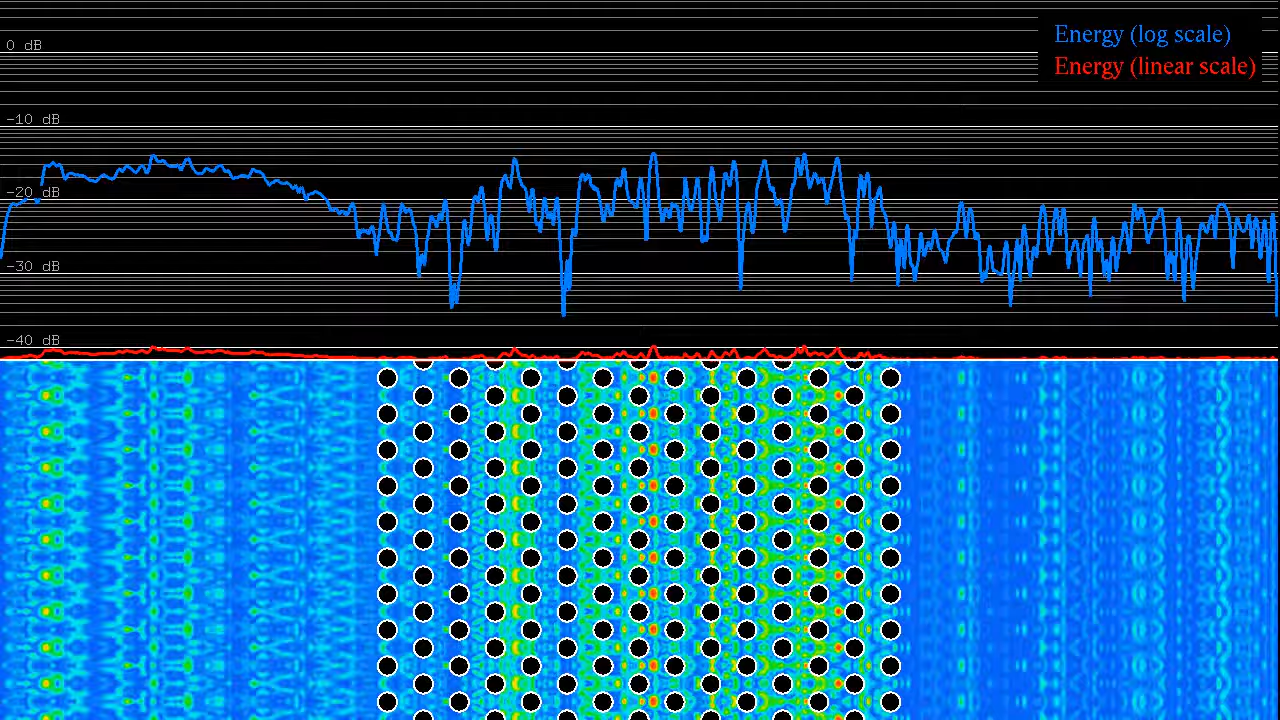 Energy (log scale)
Energy (linear scale)
0 dB
-10 dB
-20 dB
-30 dB
-40 dB